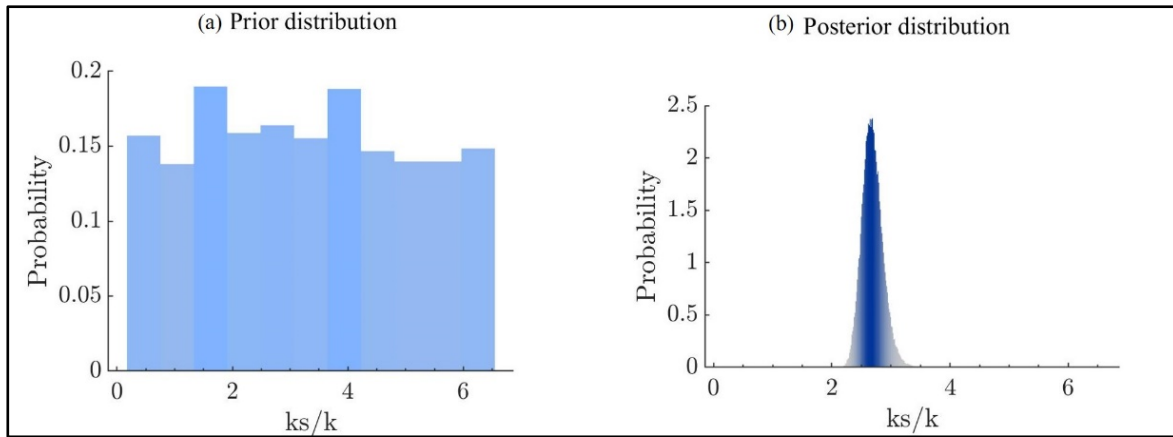 (a) Prior distribution
Probability
0.2
0.15
0.1
0.05
0
0 2 4 6
ks/k
(b) Posterior distribution
Probability
2.5
2
1.5
1
0.5
0
0 2 4 6
ks/k